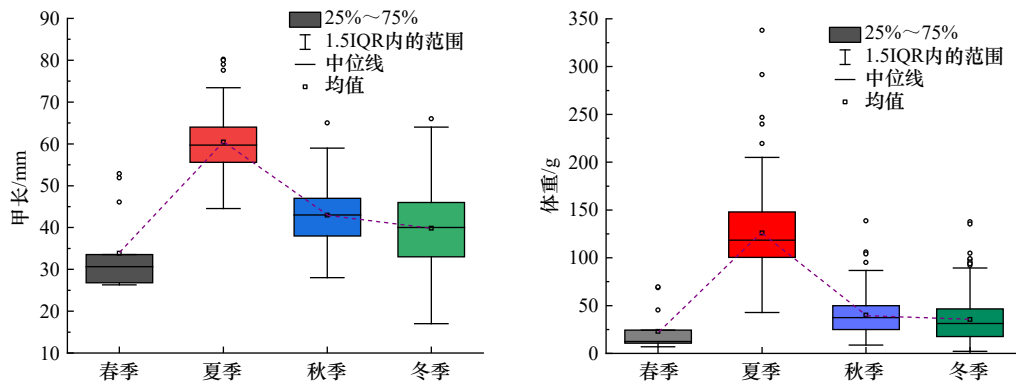 90
80
70
60
50
40
30
20
10
甲长/mm
25%～75%
1.5IQR内的范围
中位线
均值
春季
夏季
秋季
冬季
350
300
250
200
150
100
50
0
体重/g
25%～75%
1.5IQR内的范围
中位线
均值
春季
夏季
秋季
冬季